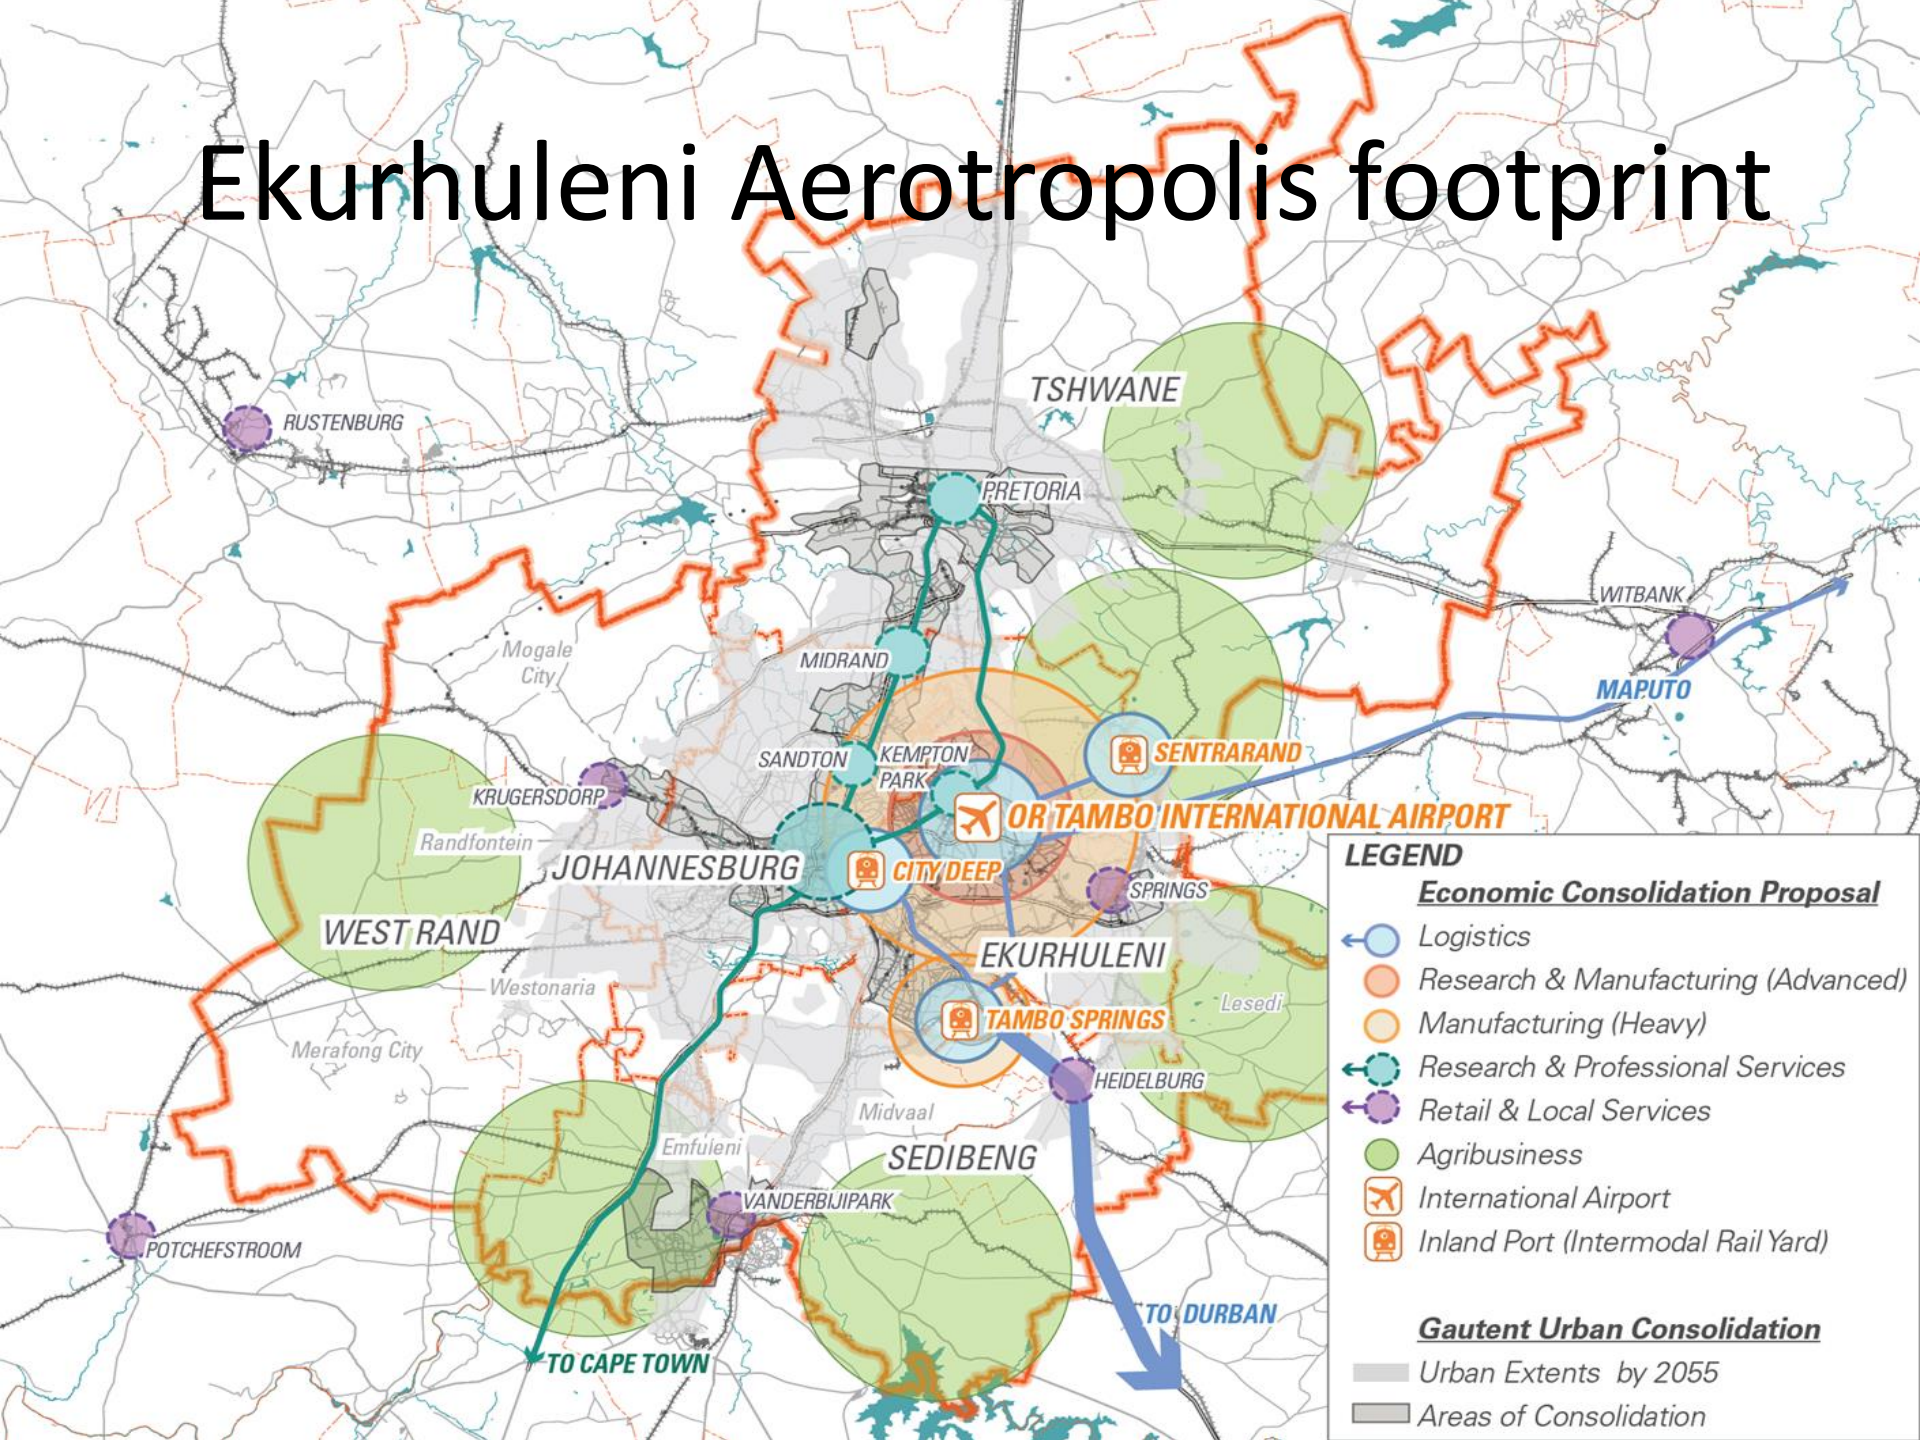 Ekurhuleni Aerotropolis footprint
TSHWANE
RUSTENBURG
PRETORIA
WITBANK
Mogale
City
MIDRAND
MAPUTO
SANDTON
KEMPTON
PARK
SENTRARAND
KRUGERSDORP
OR TAMBO INTERNATIONAL AIRPORT
Randfontein
JOHANNESBURG
CITY DEEP
SPRINGS
WEST RAND
EKURHULENI
Westonaria
Lesedi
TAMBO SPRINGS
Merafong City
HEIDELBURG
Midvaal
Emfuleni
SEDIBENG
VANDERBIJIPARK
POTCHEFSTROOM
TO DURBAN
TO CAPE TOWN
LEGEND
Economic Consolidation Proposal
Logistics
Research & Manufacturing (Advanced)
Manufacturing (Heavy)
Research & Professional Services
Retail & Local Services
Agribusiness
International Airport
Inland Port (Intermodal Rail Yard)
Gautent Urban Consolidation
Urban Extents by 2055
Areas of Consolidation